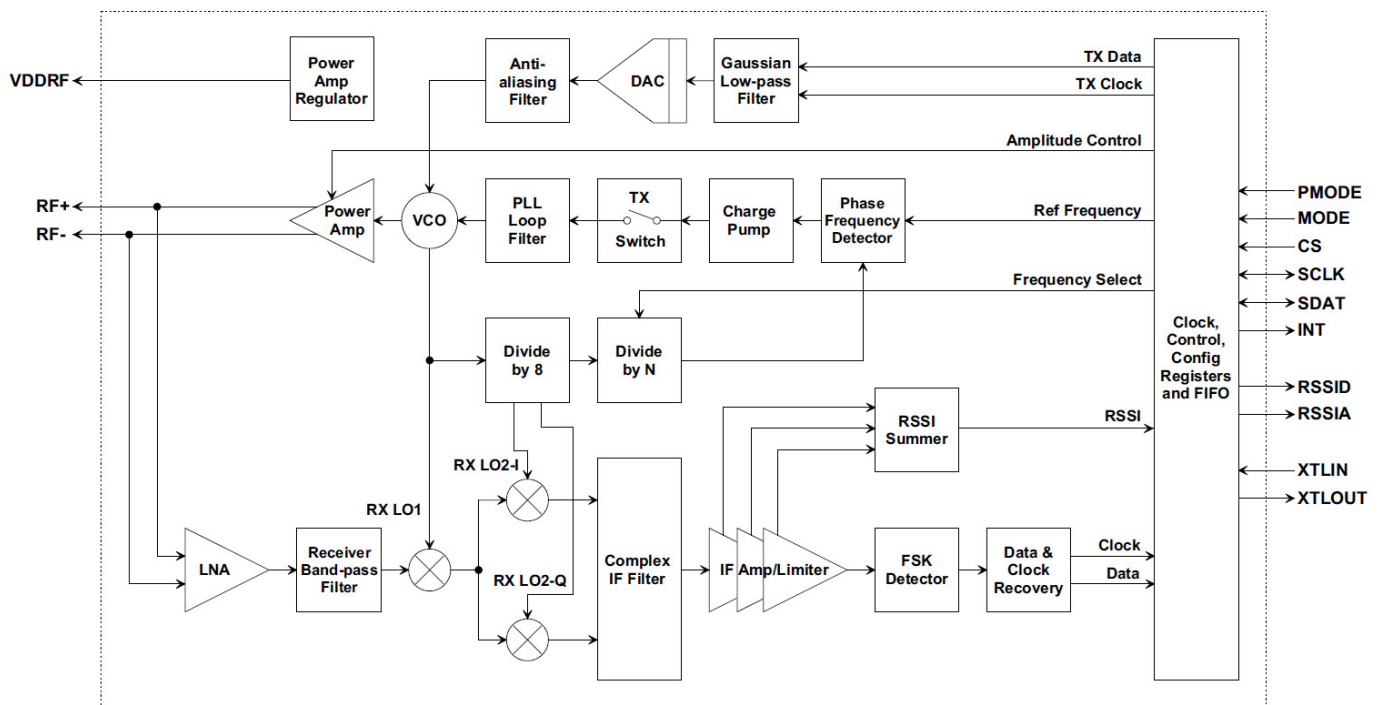 VDDRF
Power
Amp
Regulator
Anti-
aliasing
Filter
DAC
Gaussian
Low-pass
Filter
TX Data
TX Clock
Amplitude Control
RF+
RF-
Power
Amp
VCO
PLL
Loop
Filter
TX
Switch
Charge
Pump
Phase
Frequency
Detector
Ref Frequency
Frequency Select
Divide
by 8
Divide
by N
Clock,
Control,
Config
Registers
and FIFO
PMODE
MODE
CS
SCLK
SDAT
INT
RSSID
RSSIA
XTLIN
XTLOUT
RSSI
Summer
RSSI
RX LO2-I
RX LO1
RX LO2-Q
LNA
Receiver
Band-pass
Filter
Complex
IF Filter
IF Amp/Limiter
FSK
Detector
Data &
Clock
Recovery
Clock
Data